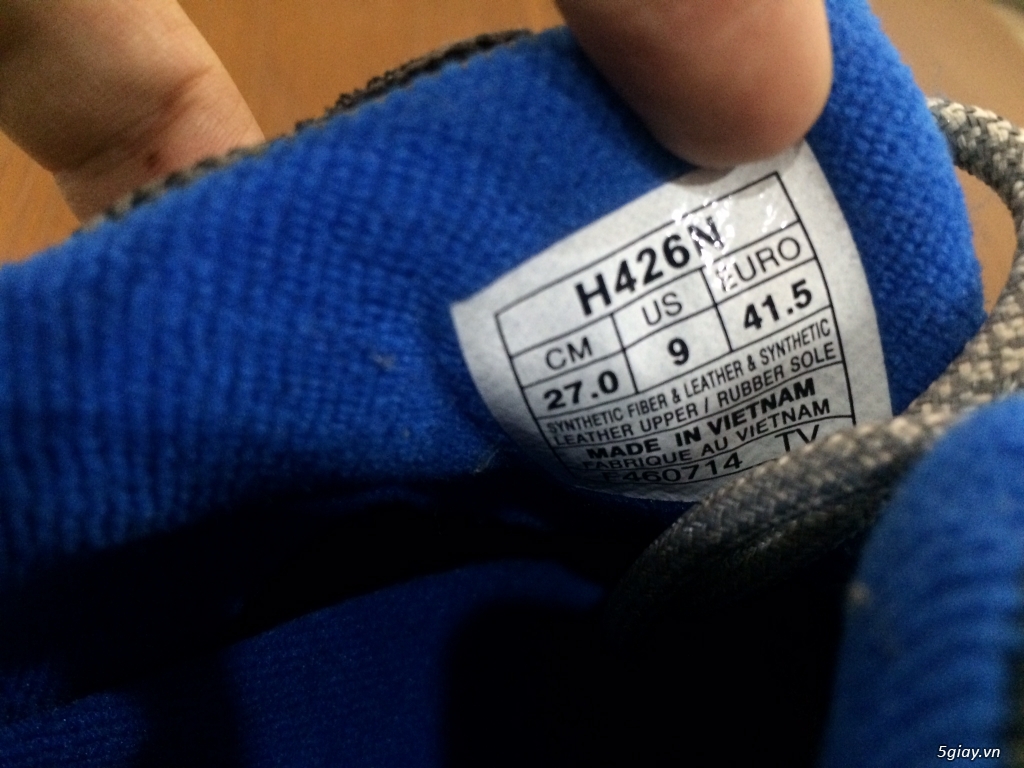 H426N
CM US EURO
27.0 9 41.5
SYNTHETIC FIBER & LEATHER & SYNTHETIC
LEATHER UPPER / RUBBER SOLE
MADE IN VIETNAM
FABRIQUE AU VIETNAM
460714 TV
5giay.vn